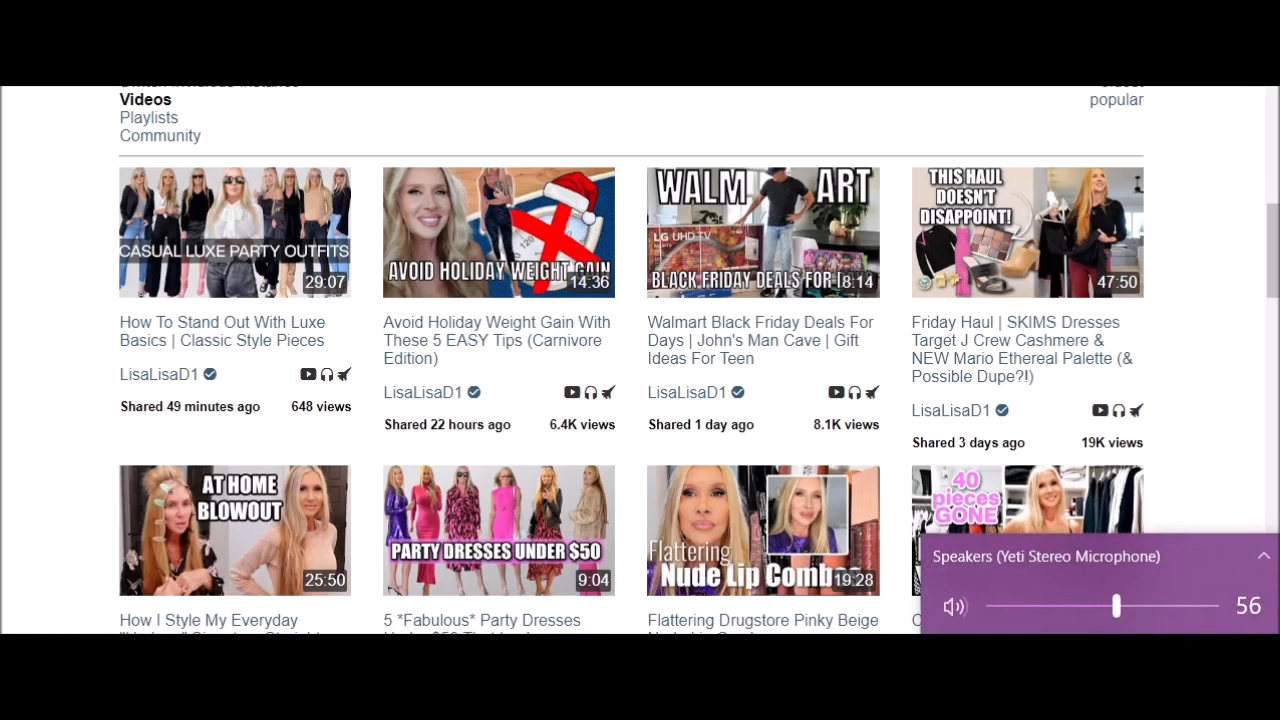 Videos
popular
Playlists
Community
CASUAL LUXE PARTY OUTFITS
29:07
AVOID HOLIDAY WEIGHT GAIN
14:36
WALM ART
LG UHD TV
BLACK FRIDAY DEALS FOR
18:14
THIS HAUL
DOESN'T
DISAPPOINT!
47:50
How To Stand Out With Luxe
Basics | Classic Style Pieces
LisaLisaD1
Shared 49 minutes ago 648 views
Avoid Holiday Weight Gain With
These 5 EASY Tips (Carnivore
Edition)
LisaLisaD1
Shared 22 hours ago 6.4K views
Walmart Black Friday Deals For
Days | John's Man Cave | Gift
Ideas For Teen
LisaLisaD1
Shared 1 day ago 8.1K views
Friday Haul | SKIMS Dresses
Target J Crew Cashmere &
NEW Mario Ethereal Palette (&
Possible Dupe?!)
LisaLisaD1
Shared 3 days ago 19K views
AT HOME
BLOWOUT
25:50
PARTY DRESSES UNDER $50
9:04
Flattering
Nude Lip Comb
19:28
40
pieces
GONE
How I Style My Everyday
5 *Fabulous* Party Dresses
Flattering Drugstore Pinky Beige
Speakers (Yeti Stereo Microphone)
56